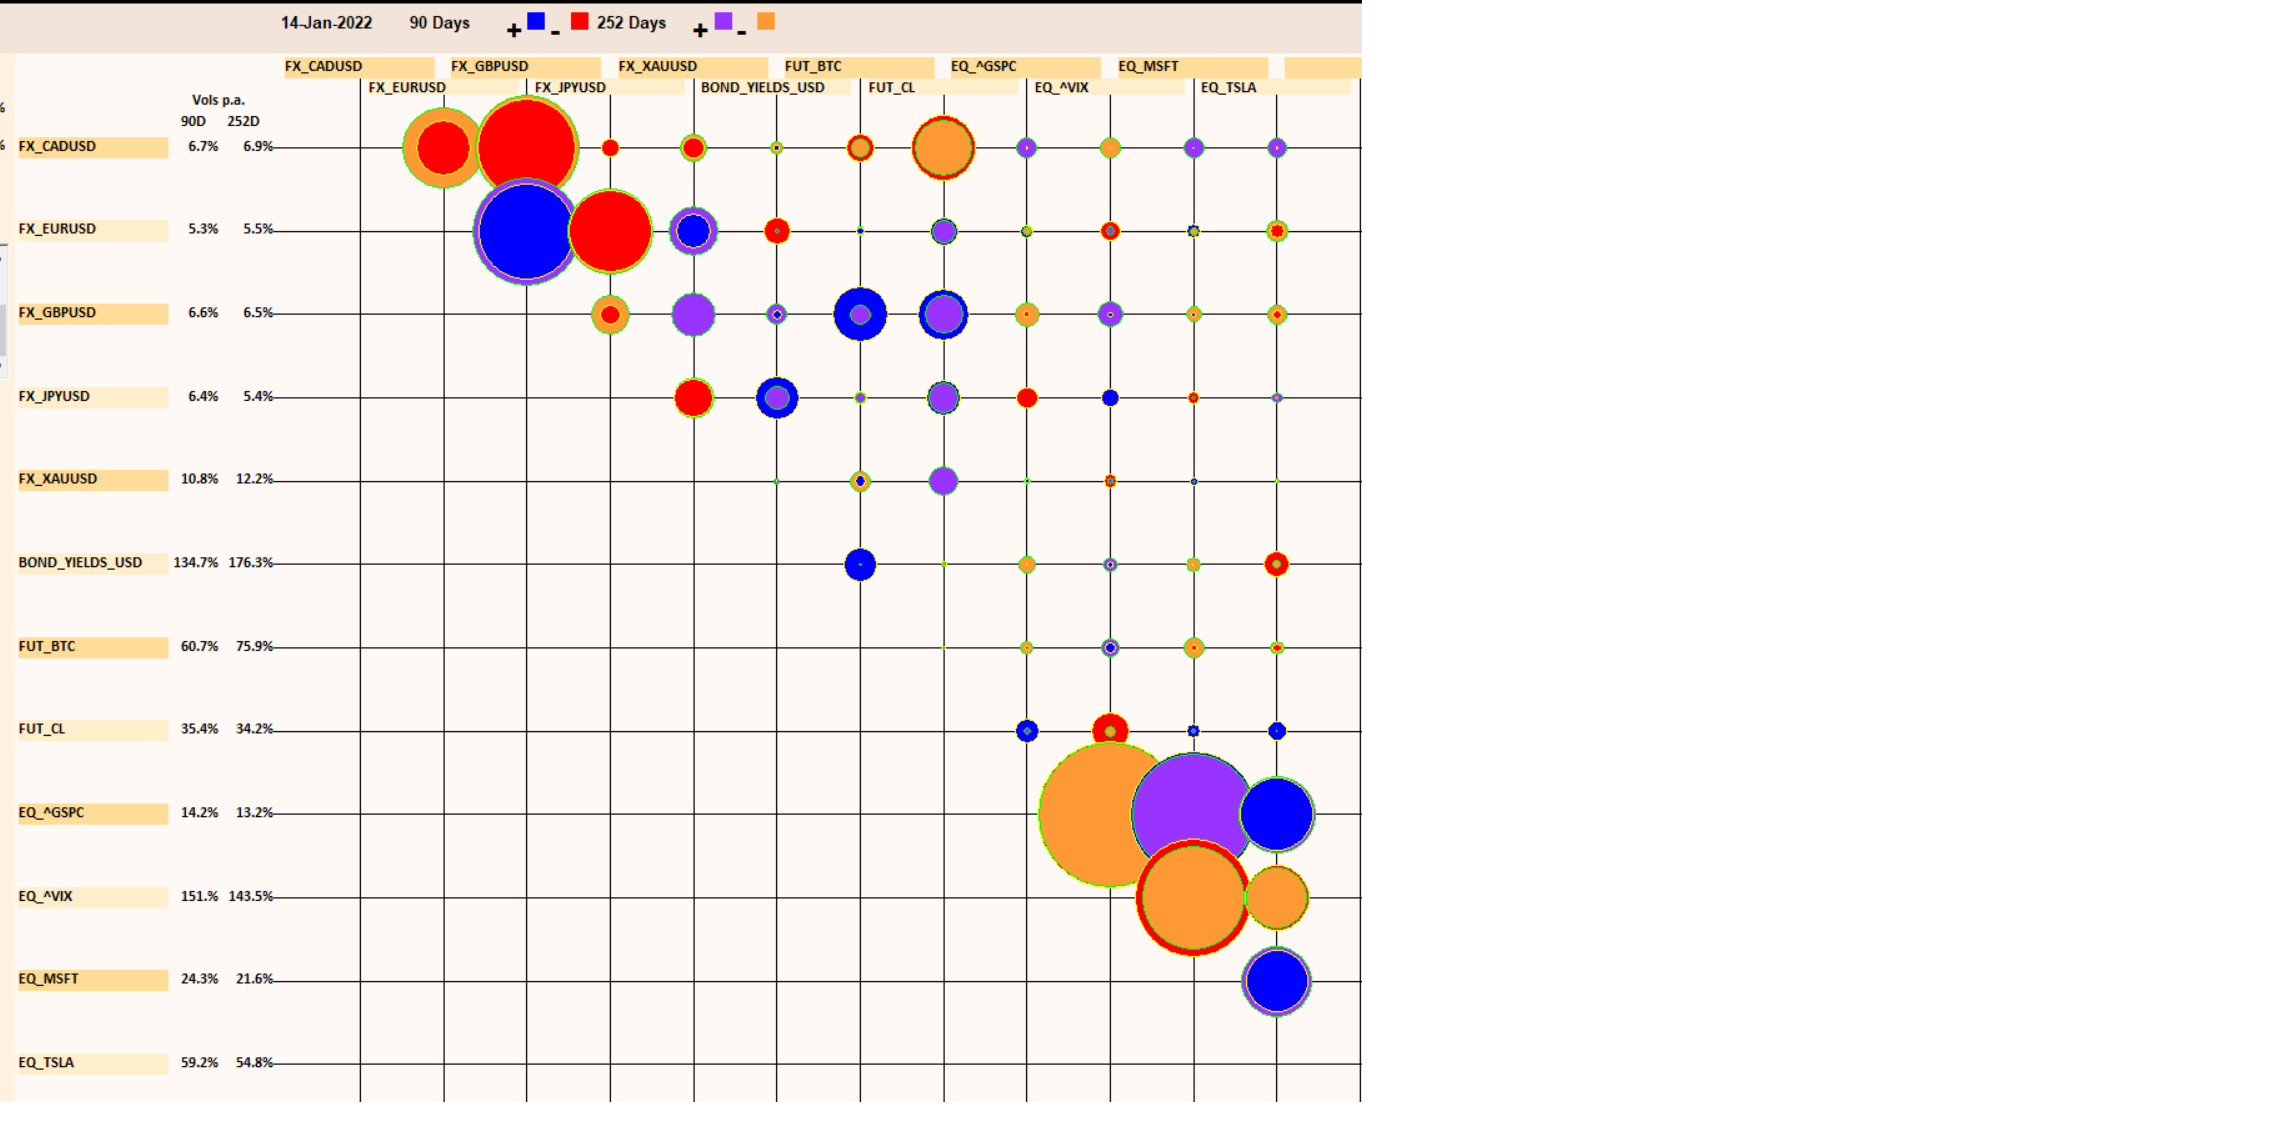 14-Jan-2022 90 Days + - 252 Days + -
FX_CADUSD FX_GBPUSD FX_XAUUSD FUT_BTC EQ_^GSPC EQ_MSFT
FX_EURUSD FX_JPYUSD BOND_YIELDS_USD FUT_CL EQ_^VIX EQ_TSLA
Vols p.a.
%
90D 252D
%
FX_CADUSD 6.7% 6.9%
FX_EURUSD 5.3% 5.5%
FX_GBPUSD 6.6% 6.5%
FX_JPYUSD 6.4% 5.4%
FX_XAUUSD 10.8% 12.2%
BOND_YIELDS_USD 134.7% 176.3%
FUT_BTC 60.7% 75.9%
FUT_CL 35.4% 34.2%
EQ_^GSPC 14.2% 13.2%
EQ_^VIX 151.% 143.5%
EQ_MSFT 24.3% 21.6%
EQ_TSLA 59.2% 54.8%